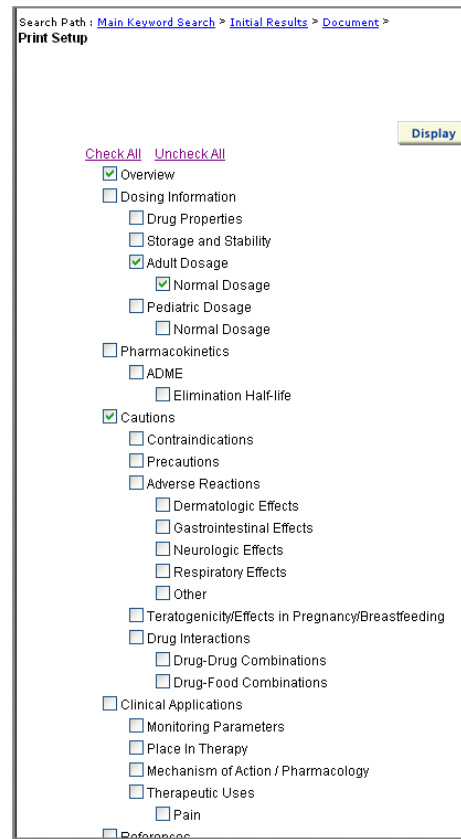 Search Path : Main Keyword Search > Initial Results > Document >
Print Setup
Display
Check All Uncheck All
Overview
Dosing Information
Drug Properties
Storage and Stability
Adult Dosage
Normal Dosage
Pediatric Dosage
Normal Dosage
Pharmacokinetics
ADME
Elimination Half-life
Cautions
Contraindications
Precautions
Adverse Reactions
Dermatologic Effects
Gastrointestinal Effects
Neurologic Effects
Respiratory Effects
Other
Teratogenicity/Effects in Pregnancy/Breastfeeding
Drug Interactions
Drug-Drug Combinations
Drug-Food Combinations
Clinical Applications
Monitoring Parameters
Place In Therapy
Mechanism of Action / Pharmacology
Therapeutic Uses
Pain
References